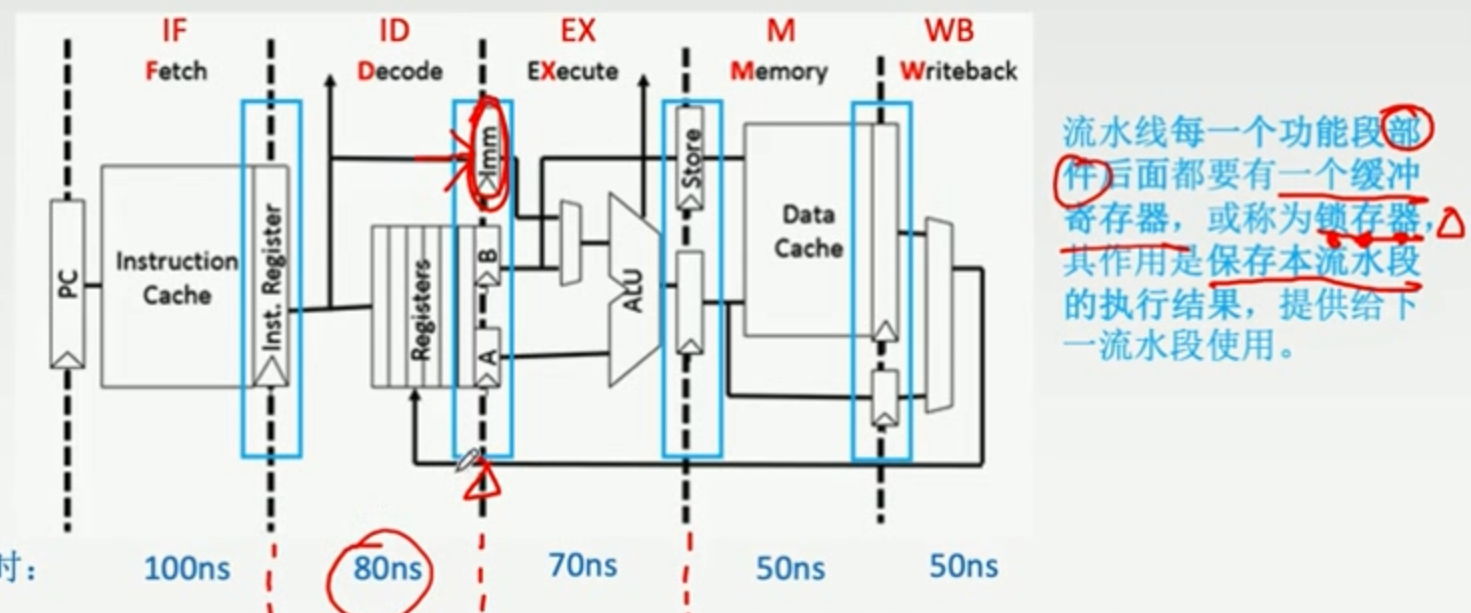 IF ID EX M WB
Fetch Decode EXecute Memory Writeback
PC
Instruction
Cache
Inst. Register
Registers
Imm
B
A
ALU
Store
Data
Cache
流水线每一个功能段部
件后面都要有一个缓冲
寄存器，或称为锁存器，
其作用是保存本流水段
的执行结果，提供给下
一流水段使用。
时： 100ns 80ns 70ns 50ns 50ns